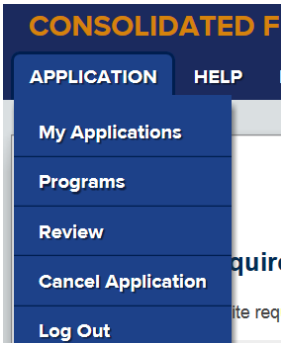 CONSOLIDATED F
APPLICATION HELP
My Applications
Programs
Review
quire
Cancel Application
ite req
Log Out